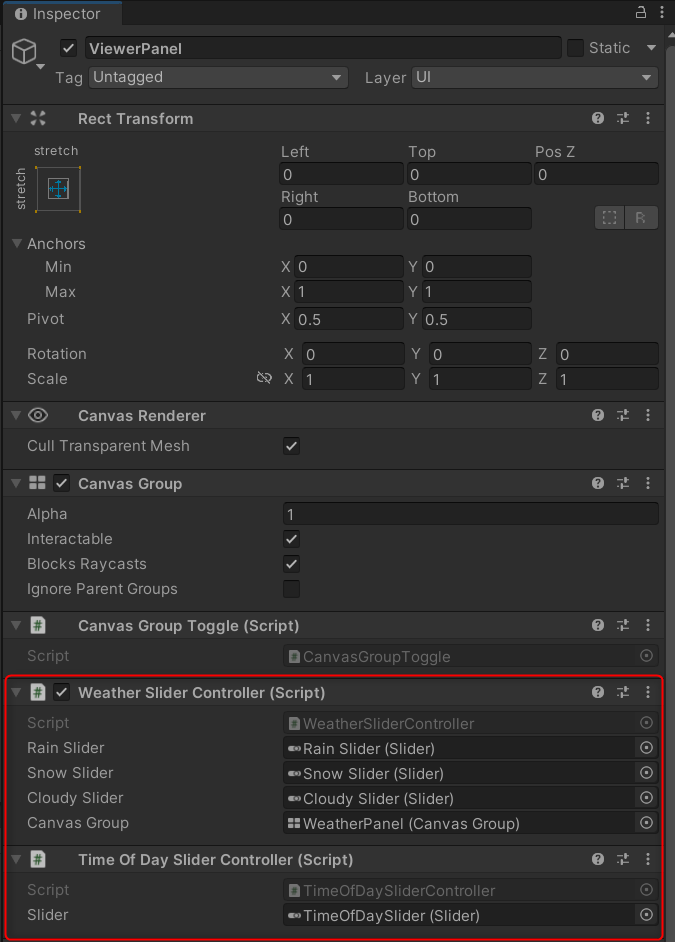 Inspector
ViewerPanel Static
Tag Untagged Layer UI
Rect Transform
stretch
stretch
Left Top Pos Z
0 0 0
Right Bottom
0 0
R
Anchors
Min X 0 Y 0
Max X 1 Y 1
Pivot X 0.5 Y 0.5
Rotation X 0 Y 0 Z 0
Scale X 1 Y 1 Z 1
Canvas Renderer
Cull Transparent Mesh
Canvas Group
Alpha 1
Interactable
Blocks Raycasts
Ignore Parent Groups
Canvas Group Toggle (Script)
Script # CanvasGroupToggle
# Weather Slider Controller (Script)
Script # WeatherSliderController
Rain Slider Rain Slider (Slider)
Snow Slider Snow Slider (Slider)
Cloudy Slider Cloudy Slider (Slider)
Canvas Group WeatherPanel (Canvas Group)
# Time Of Day Slider Controller (Script)
Script # TimeOfDaySliderController
Slider TimeOfDaySlider (Slider)